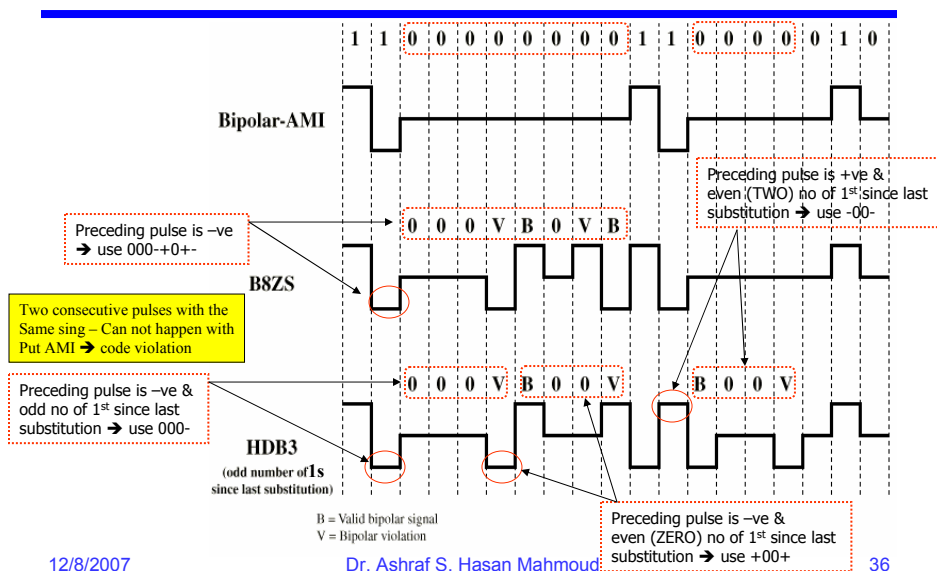 1 1 0 0 0 0 0 0 0 0 1 1 0 0 0 0 0 1 0
Bipolar-AMI
Preceding pulse is +ve &
even (TWO) no of 1st since last
substitution ➔ use -00-
0 0 0 V B 0 V B
Preceding pulse is –ve
➔ use 000-+0+-
B8ZS
Two consecutive pulses with the
Same sing – Can not happen with
Put AMI ➔ code violation
0 0 0 V B 0 0 V B 0 0 V
Preceding pulse is –ve &
odd no of 1st since last
substitution ➔ use 000-
HDB3
(odd number of 1s
since last substitution)
B = Valid bipolar signal
V = Bipolar violation
Preceding pulse is –ve &
even (ZERO) no of 1st since last
substitution ➔ use +00+
12/8/2007 Dr. Ashraf S. Hasan Mahmoud 36